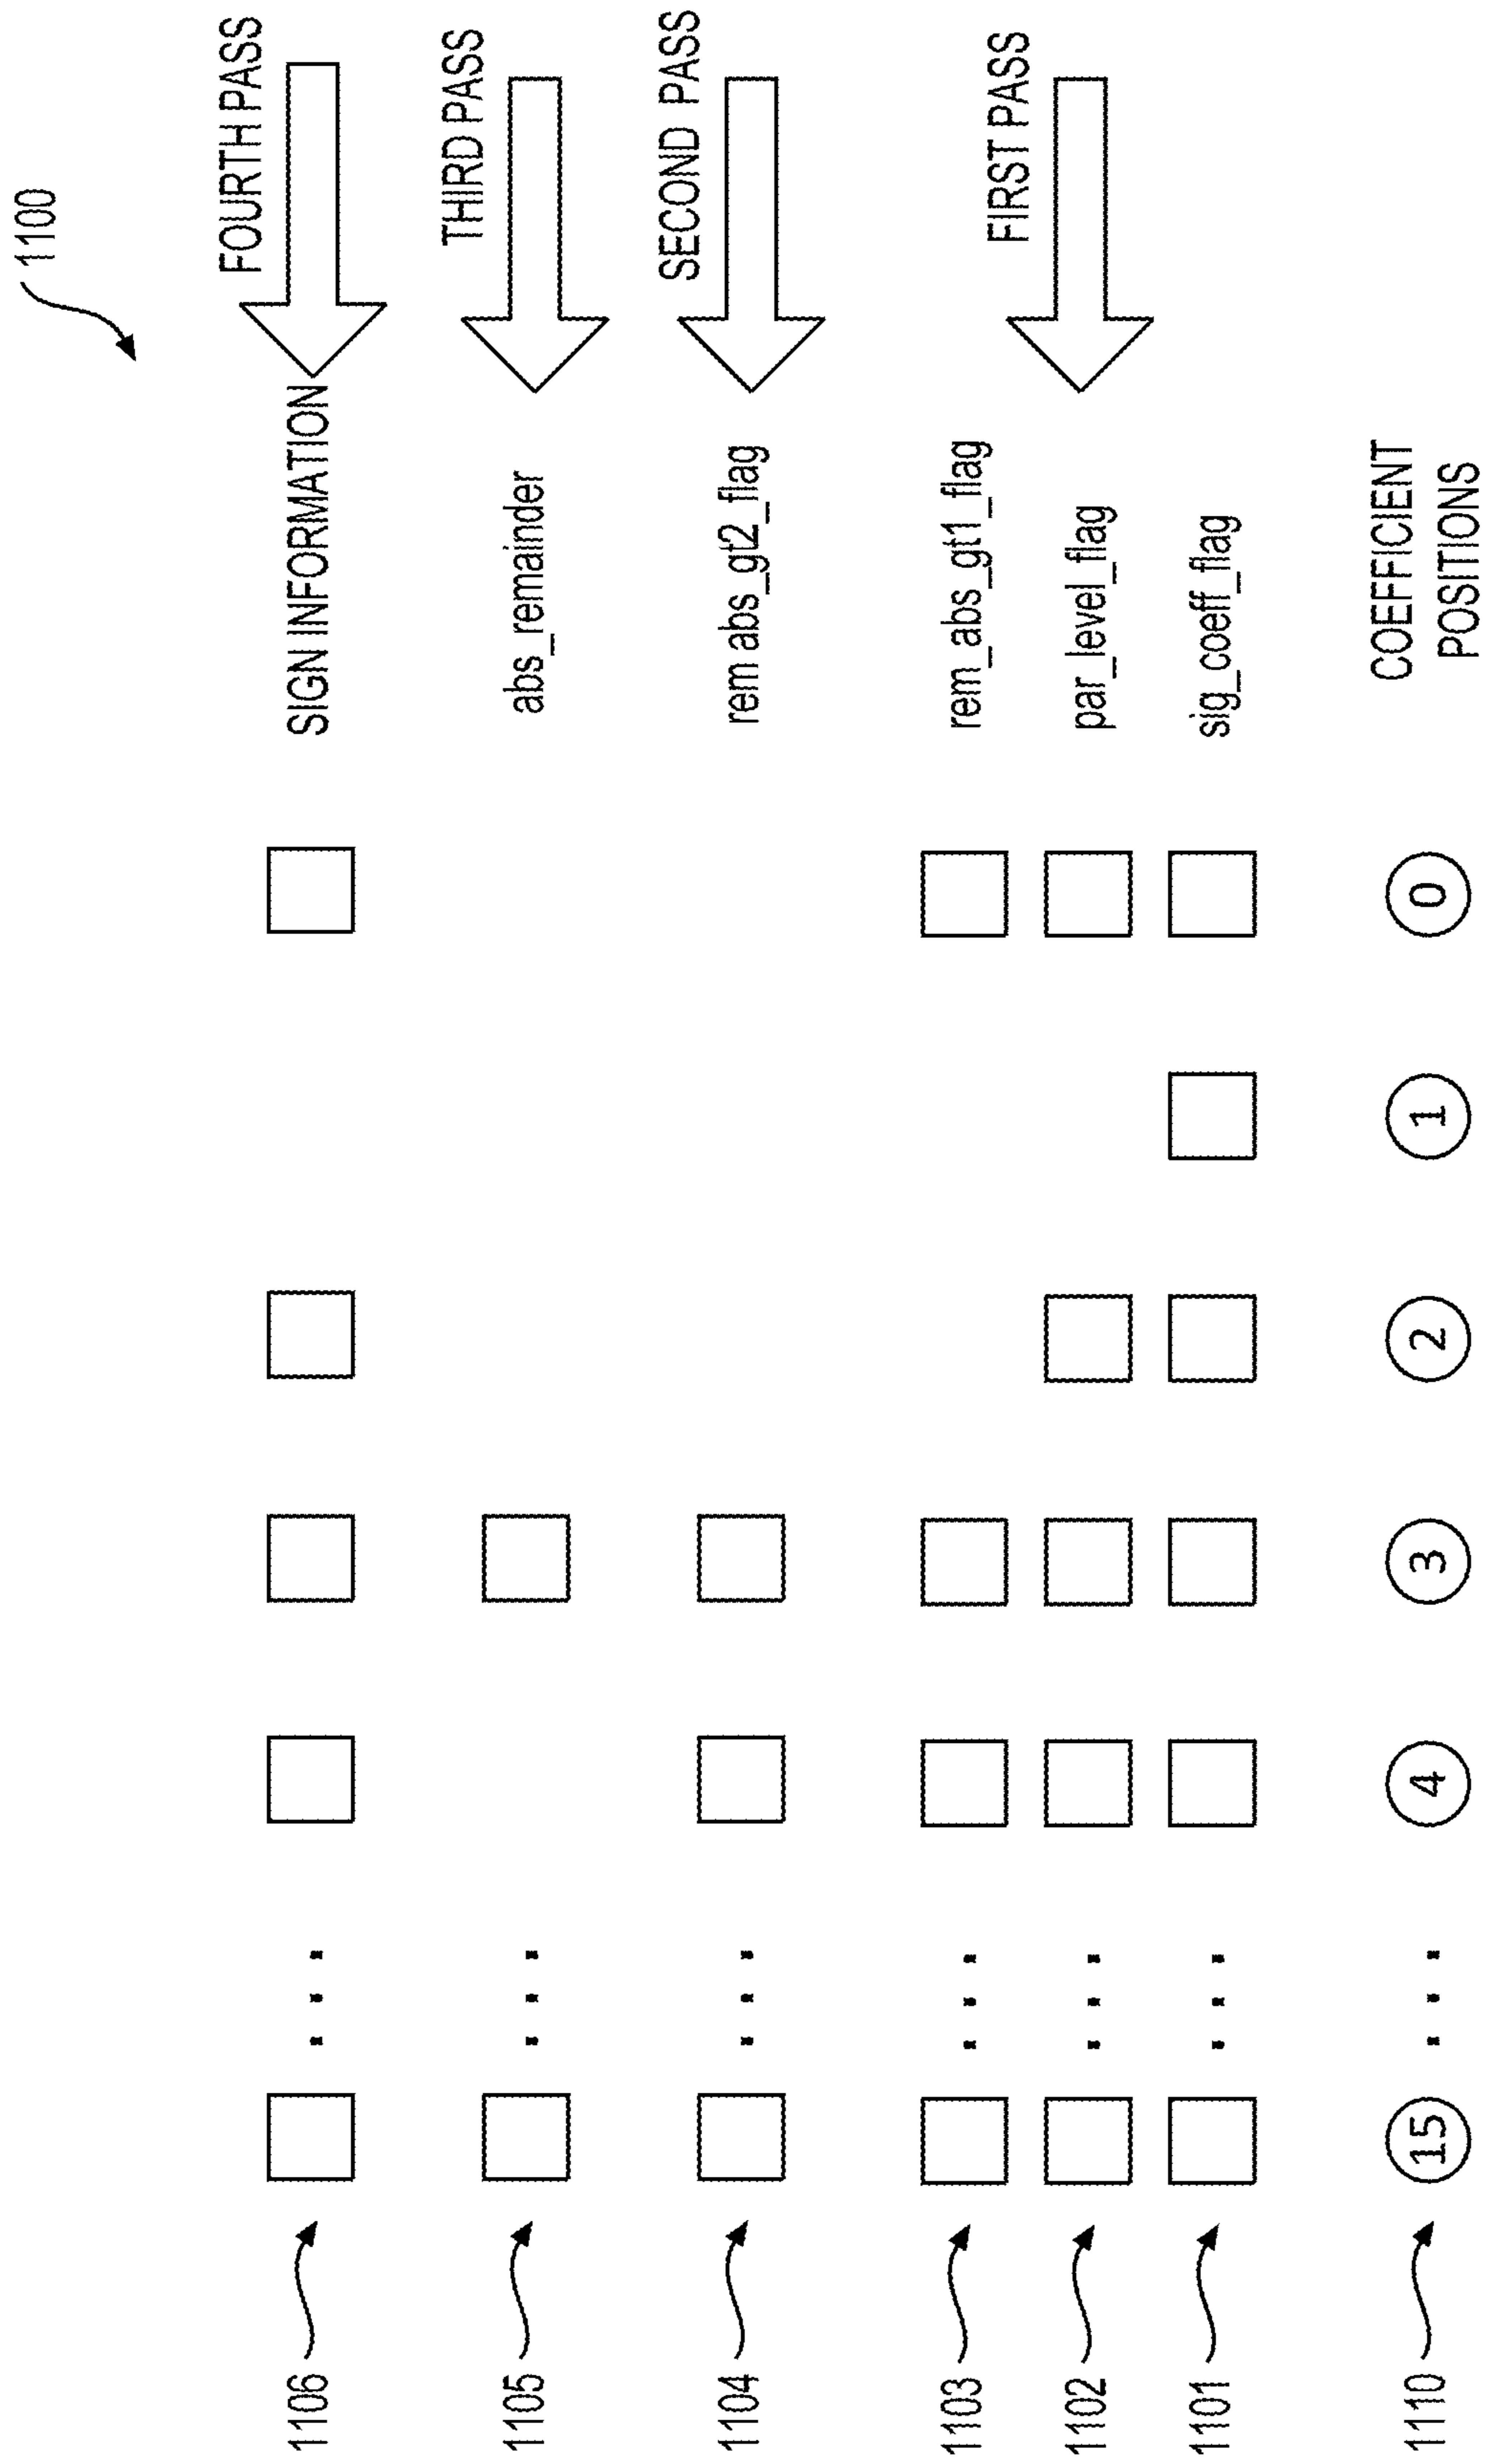 1100
FOURTH PASS
1106
SIGN INFORMATION
THIRD PASS
1105
abs_remainder
SECOND PASS
1104
rem abs_gt2_flag
FIRST PASS
1103
rem_abs_gt1_flag
1102
par_level_flag
1101
sig_coeff_flag
1110
15 4 3 2 1 0
COEFFICIENT
POSITIONS